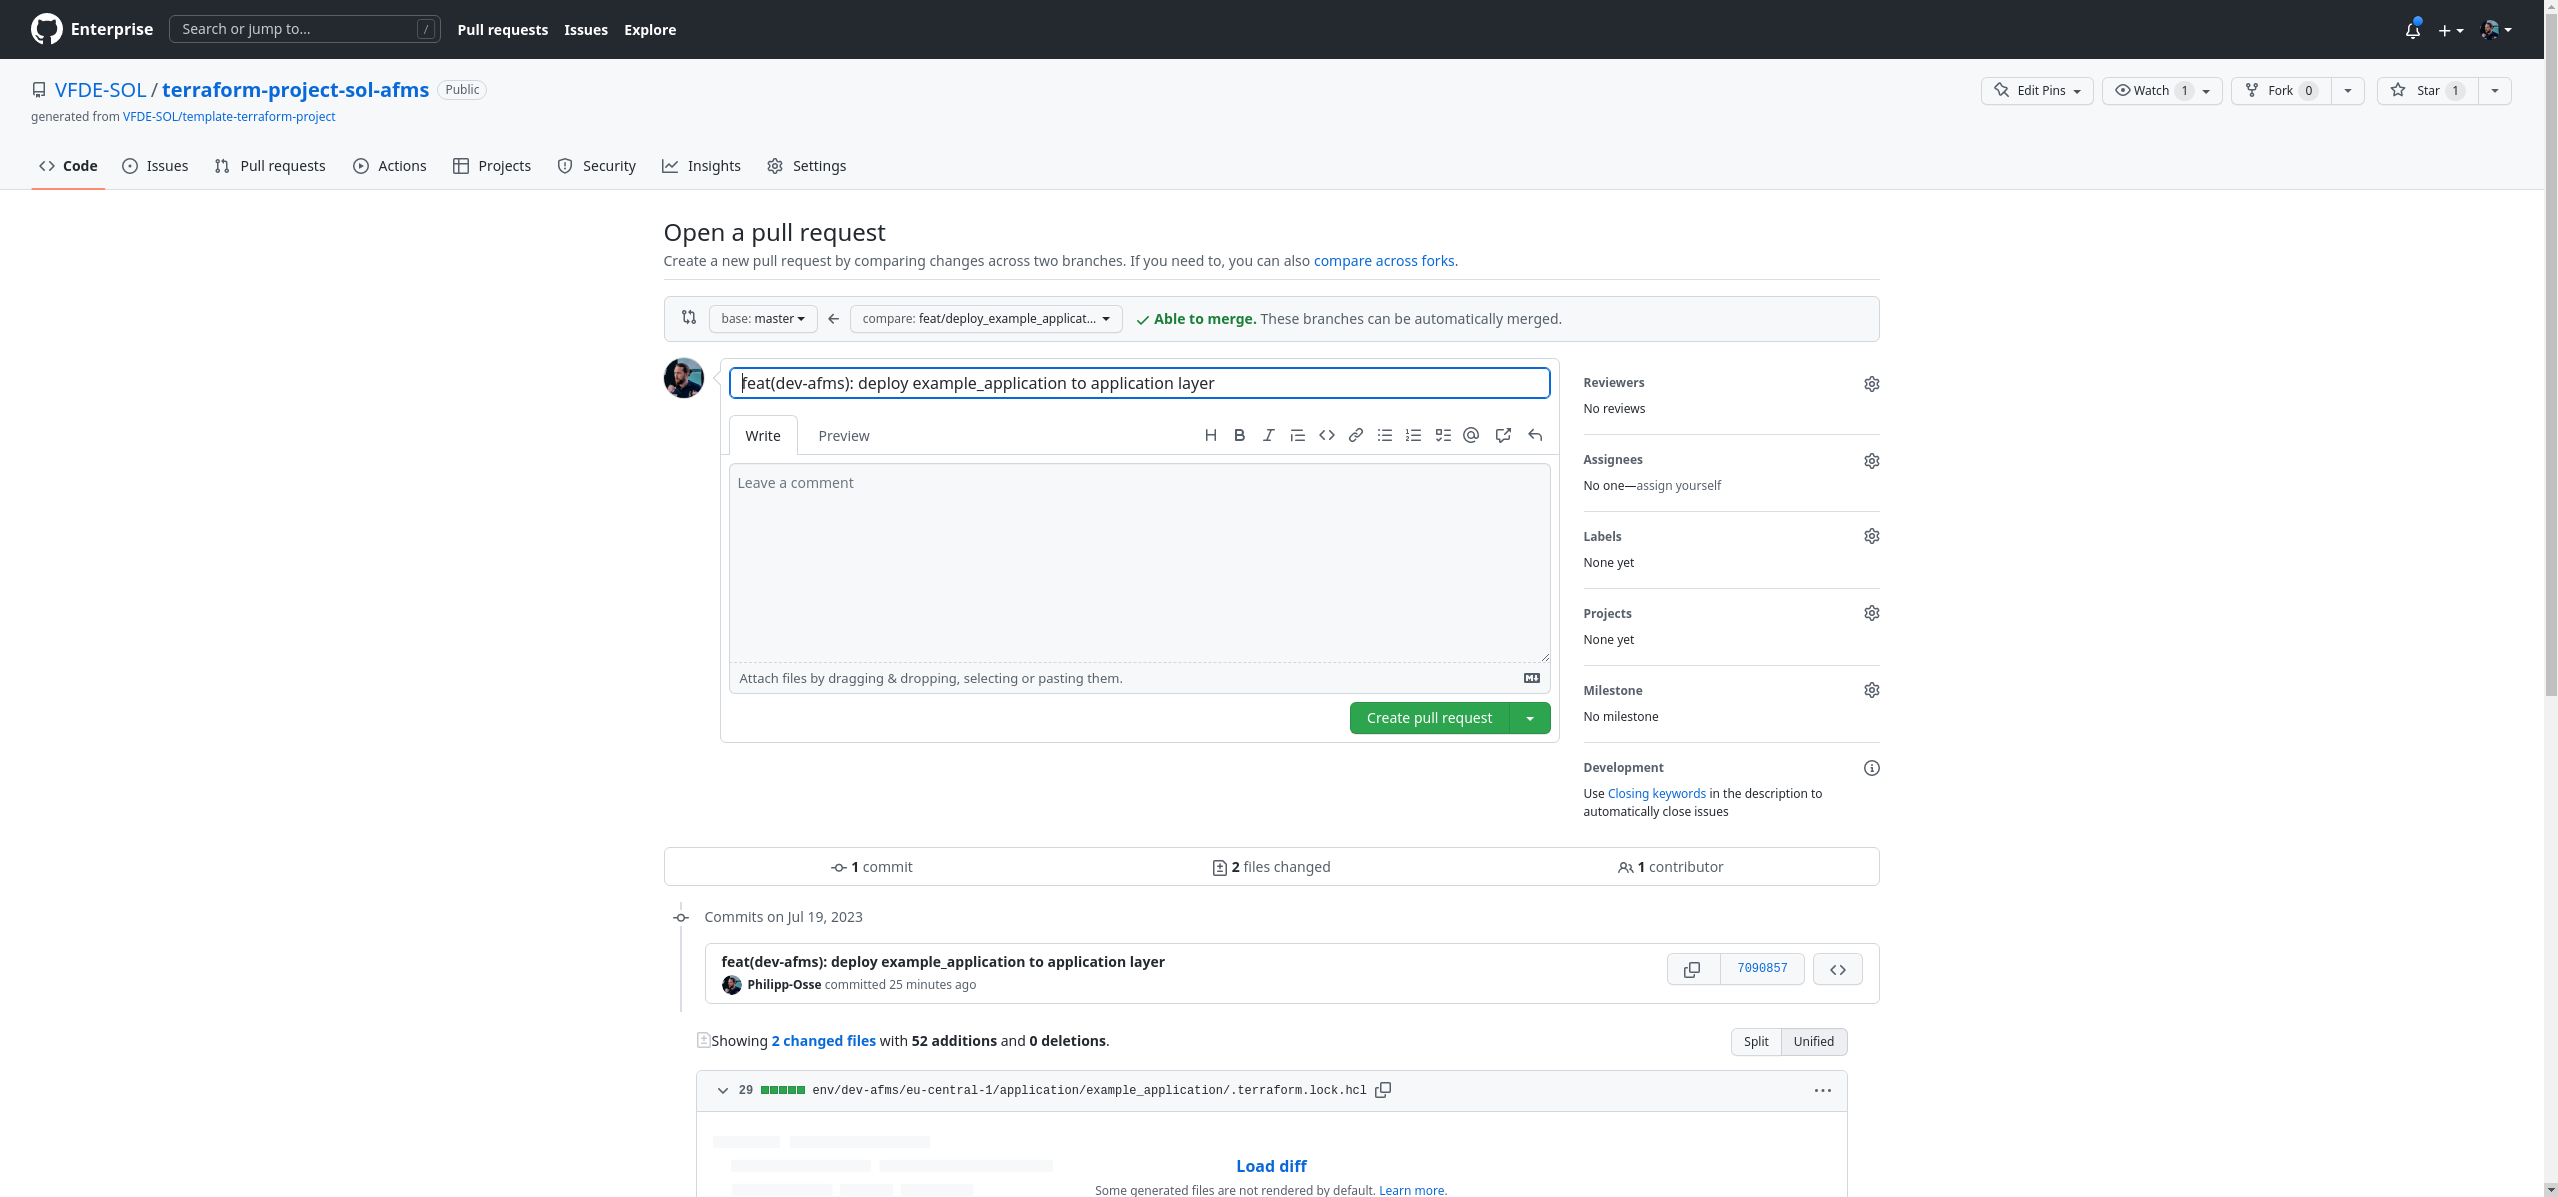 Enterprise Search or jump to... / Pull requests Issues Explore
VFDE-SOL / terraform-project-sol-afms Public Edit Pins Watch 1 Fork 0 Star 1
generated from VFDE-SOL/template-terraform-project
Code Issues Pull requests Actions Projects Security Insights Settings
Open a pull request
Create a new pull request by comparing changes across two branches. If you need to, you can also compare across forks.
base: master compare: feat/deploy_example_applicat... Able to merge. These branches can be automatically merged.
feat(dev-afms): deploy example_application to application layer
Write Preview
Leave a comment
Attach files by dragging & dropping, selecting or pasting them.
Create pull request
Reviewers
No reviews
Assignees
No one—assign yourself
Labels
None yet
Projects
None yet
Milestone
No milestone
Development
Use Closing keywords in the description to
automatically close issues
1 commit 2 files changed 1 contributor
Commits on Jul 19, 2023
feat(dev-afms): deploy example_application to application layer
Philipp-Osse committed 25 minutes ago
7090857
Showing 2 changed files with 52 additions and 0 deletions.
Split Unified
29 env/dev-afms/eu-central-1/application/example_application/.terraform.lock.hcl
Load diff
Some generated files are not rendered by default. Learn more.